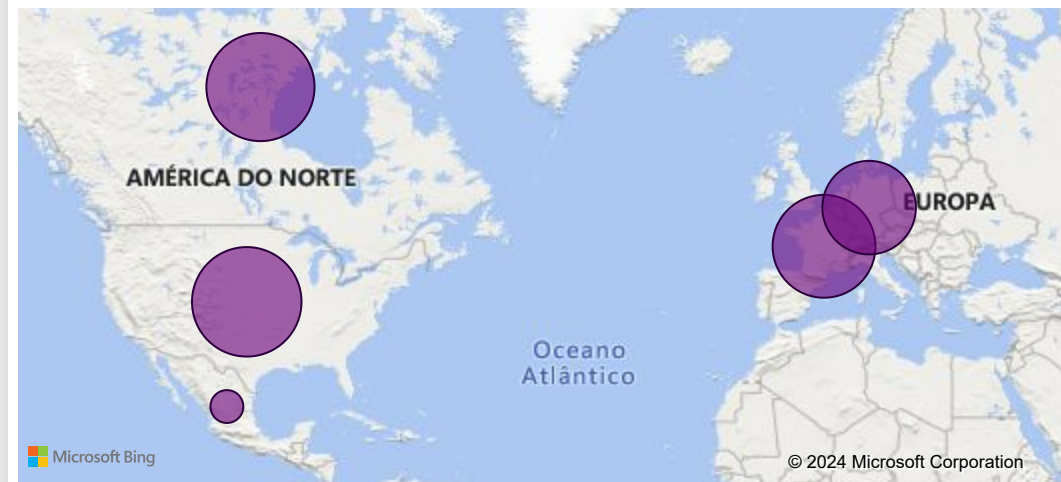 AMÉRICA DO NORTE
EUROPA
Oceano
Atlântico
Microsoft Bing
© 2024 Microsoft Corporation